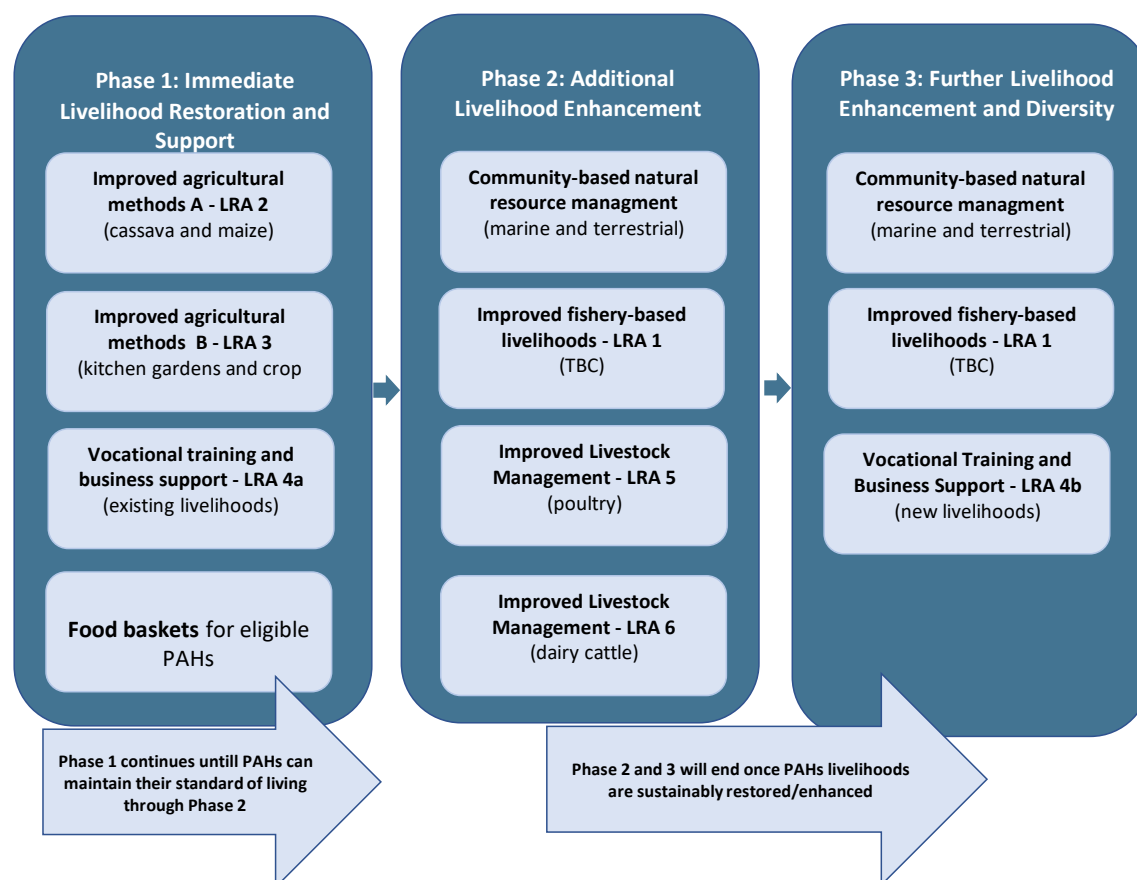 Phase 1: Immediate
Livelihood Restoration and
Support
Improved agricultural
methods A - LRA 2
(cassava and maize)
Improved agricultural
methods  B - LRA 3
(kitchen gardens and crop
Vocational training and
business support - LRA 4a
(existing livelihoods)
Food baskets for eligible
PAHs
Phase 1 continues untill PAHs can
maintain their standard of living
through Phase 2
Phase 2: Additional
Livelihood Enhancement
Community-based natural
resource managment
(marine and terrestrial)
Improved fishery-based
livelihoods - LRA 1
(TBC)
Improved Livestock
Management - LRA 5
(poultry)
Improved Livestock
Management - LRA 6
(dairy cattle)
Phase 3: Further Livelihood
Enhancement and Diversity
Community-based natural
resource managment
(marine and terrestrial)
Improved fishery-based
livelihoods - LRA 1
(TBC)
Vocational Training and
Business Support - LRA 4b
(new livelihoods)
Phase 2 and 3 will end once PAHs livelihoods
are sustainably restored/enhanced